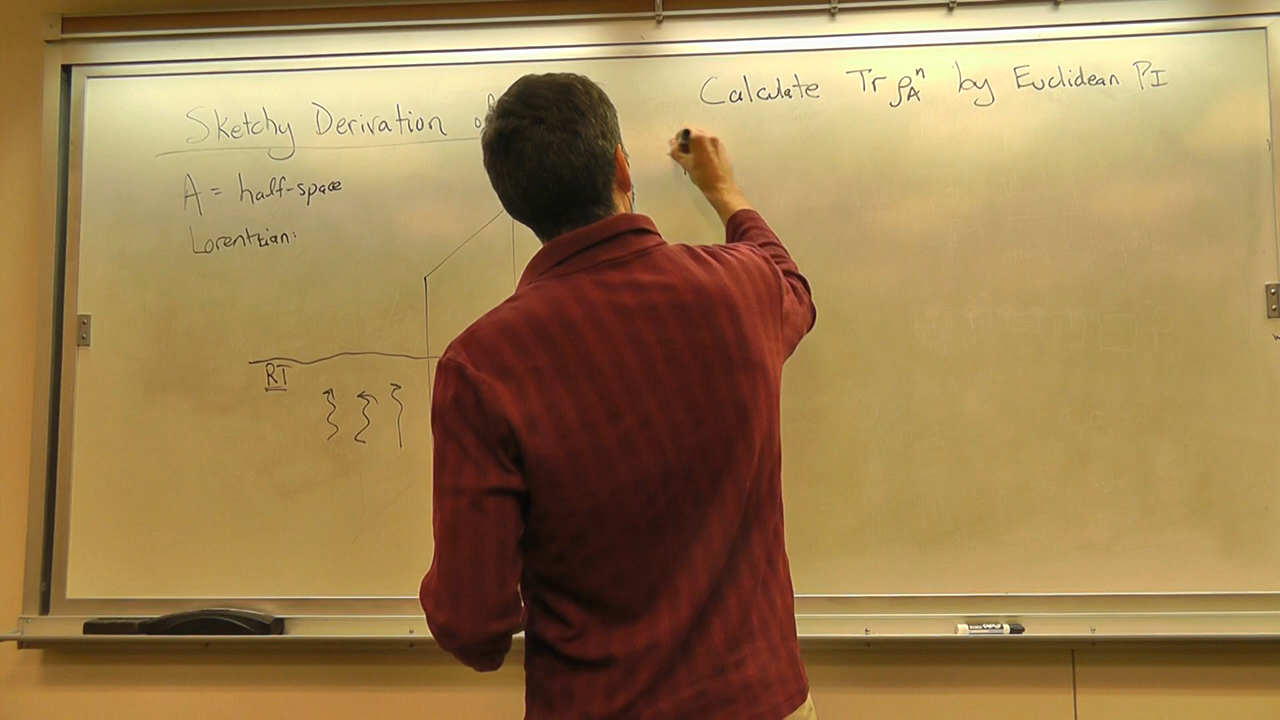 Sketchy Derivation
A = half-space
Lorentzian:
RT
Calculate Tr ρ_A^n by Euclidean PI